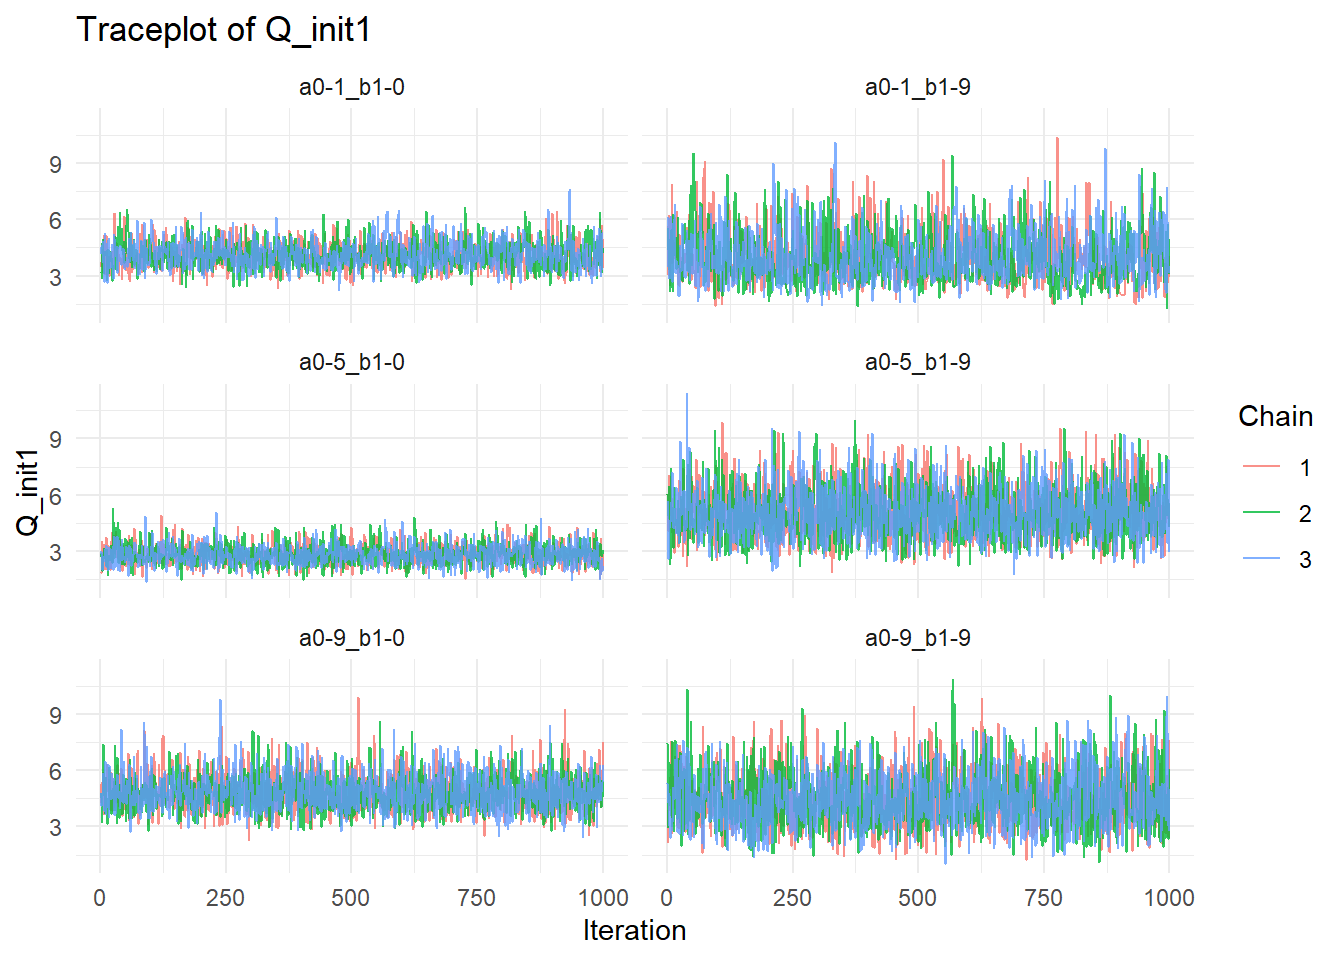 Traceplot of Q_init1
a0-1_b1-0
a0-1_b1-9
9
6
3
a0-5_b1-0
a0-5_b1-9
9
6
3
Q_init1
a0-9_b1-0
a0-9_b1-9
9
6
3
0 250 500 750 1000
0 250 500 750 1000
Iteration
Chain
1
2
3